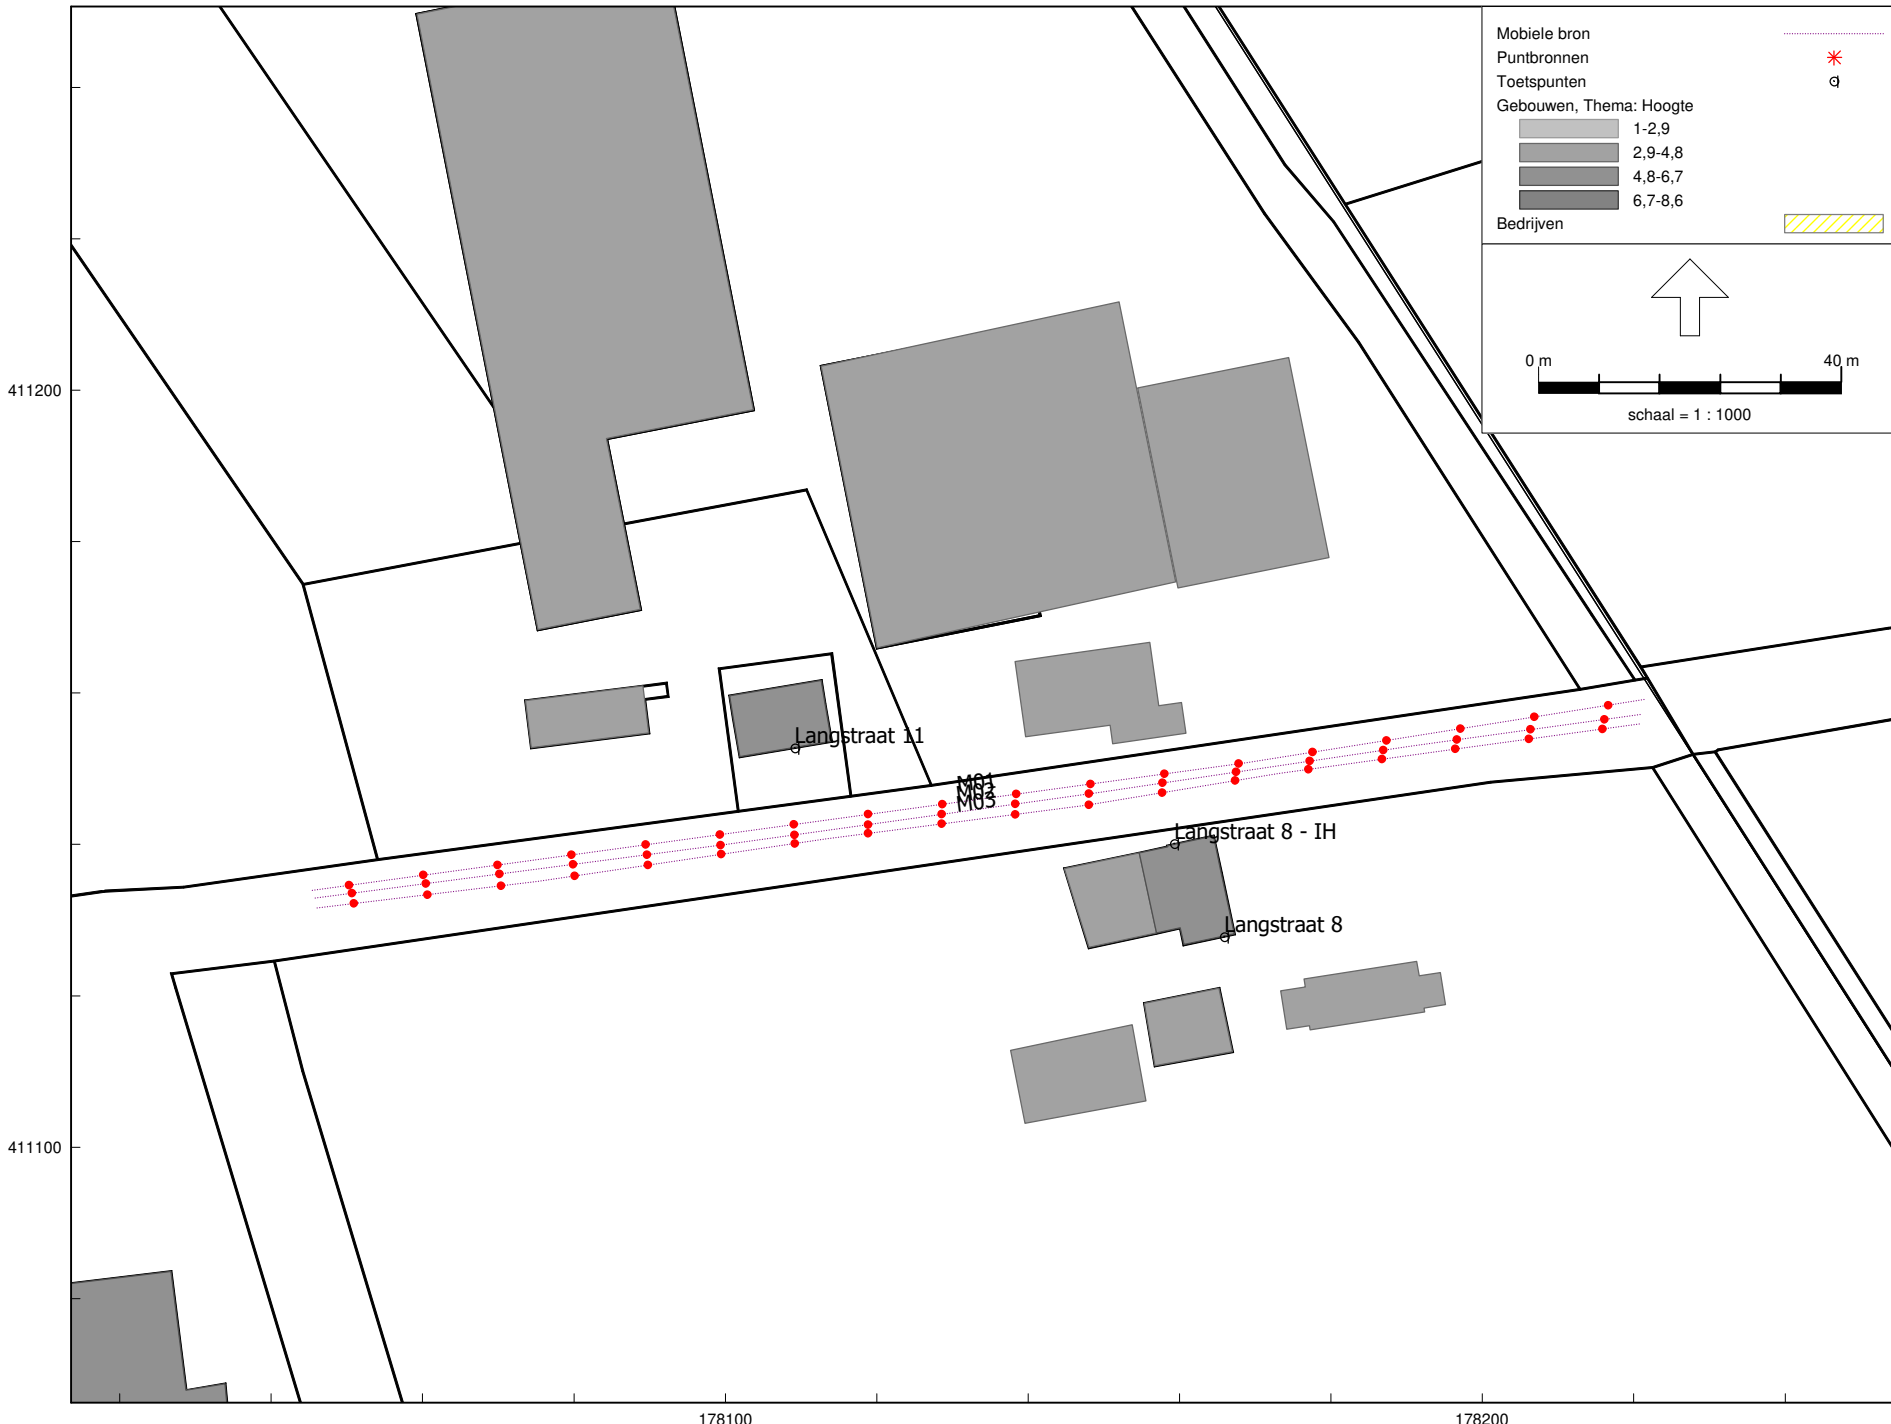 Mobiele bron
Puntbronnen
Toetspunten
Gebouwen, Thema: Hoogte
1-2,9
2,9-4,8
4,8-6,7
6,7-8,6
Bedrijven
0 m 40 m
schaal = 1 : 1000
411200
Langstraat 11
M01
M02
M03
Langstraat 8 - IH
Langstraat 8
411100
178100 178200